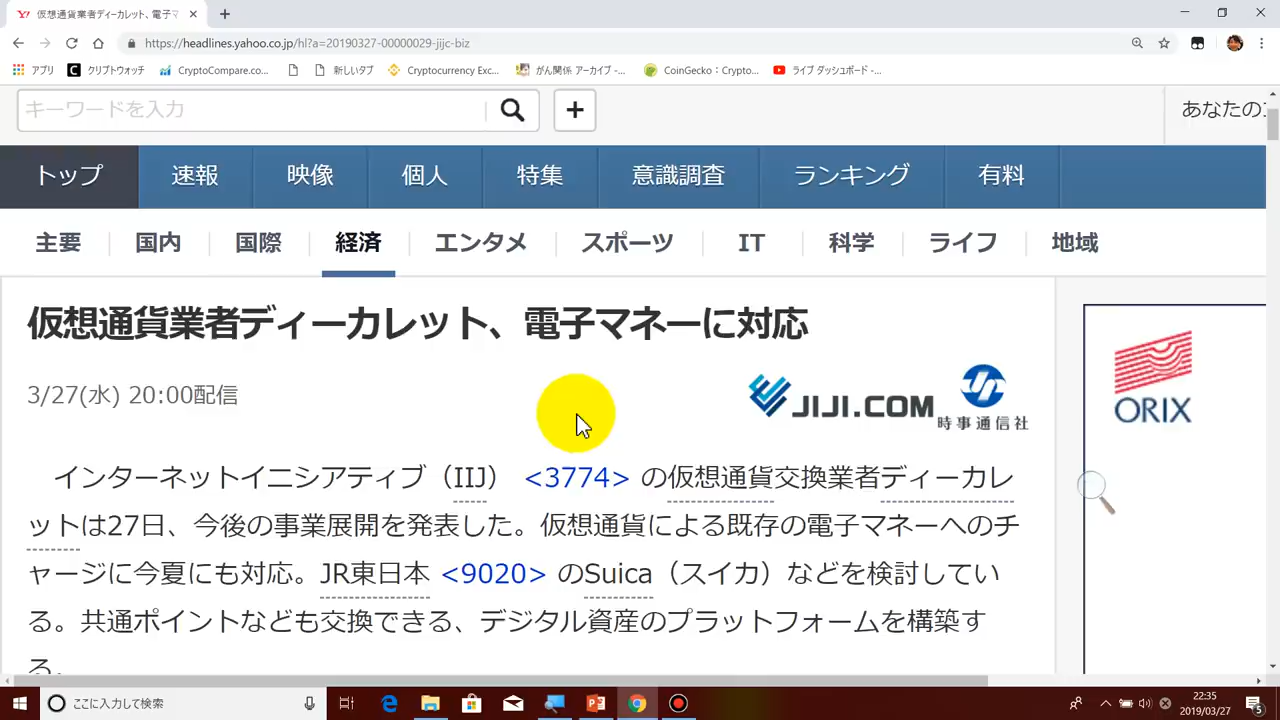 仮想通貨業者ディーカレット、電子マ
https://headlines.yahoo.co.jp/hl?a=20190327-00000029-jijc-biz
アプリ クリプトウォッチ CryptoCompare.co... 新しいタブ Cryptocurrency Exc... がん関係 アーカイブ -... CoinGecko：Crypto... ライブ ダッシュボード -...
キーワードを入力 + あなたの
トップ 速報 映像 個人 特集 意識調査 ランキング 有料
主要 国内 国際 経済 エンタメ スポーツ IT 科学 ライフ 地域
仮想通貨業者ディーカレット、電子マネーに対応
3/27(水) 20:00配信
JIJI.COM 時事通信社
ORIX
インターネットイニシアティブ（IIJ） <3774> の仮想通貨交換業者ディーカレ
ットは27日、今後の事業展開を発表した。仮想通貨による既存の電子マネーへのチ
ャージに今夏にも対応。JR東日本 <9020> のSuica（スイカ）などを検討してい
る。共通ポイントなども交換できる、デジタル資産のプラットフォームを構築す
る。
ここに入力して検索
22:35
2019/03/27
5